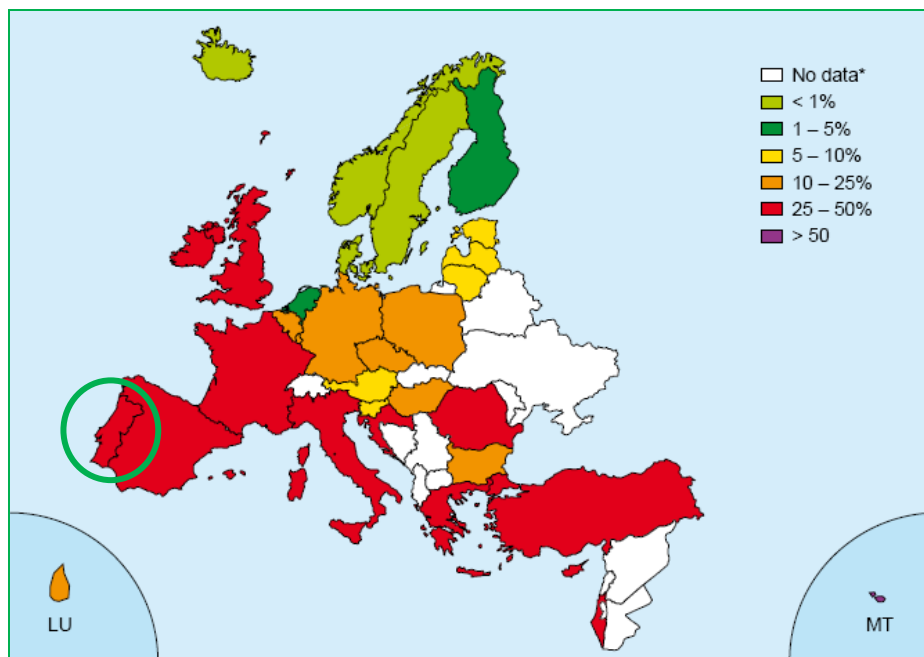 No data*
< 1%
1 – 5%
5 – 10%
10 – 25%
25 – 50%
> 50
LU
MT